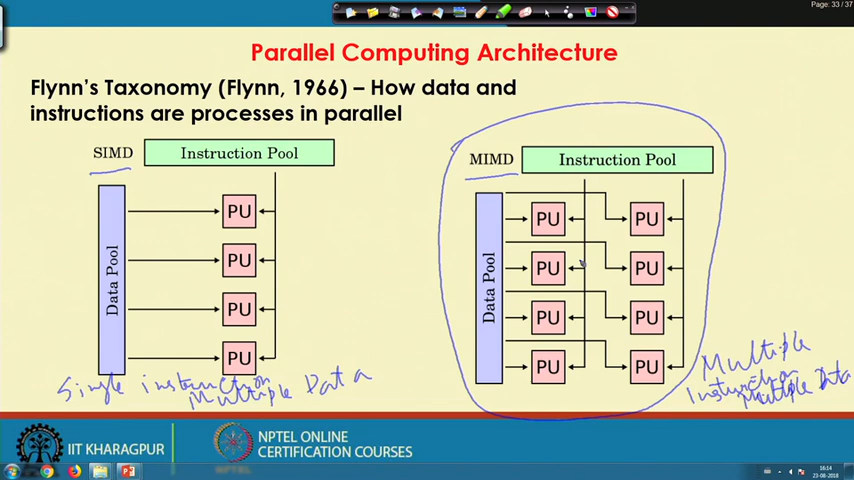 Page: 33 / 37
Parallel Computing Architecture
Flynn's Taxonomy (Flynn, 1966) – How data and
instructions are processes in parallel
SIMD
Instruction Pool
Data Pool
PU
PU
PU
PU
Single instruction
Multiple Data
MIMD
Instruction Pool
Data Pool
PU PU
PU PU
PU PU
PU PU
Multiple
Instruction
Multiple Data
IIT KHARAGPUR
NPTEL ONLINE
CERTIFICATION COURSES
NPTEL
16:14
23-08-2018